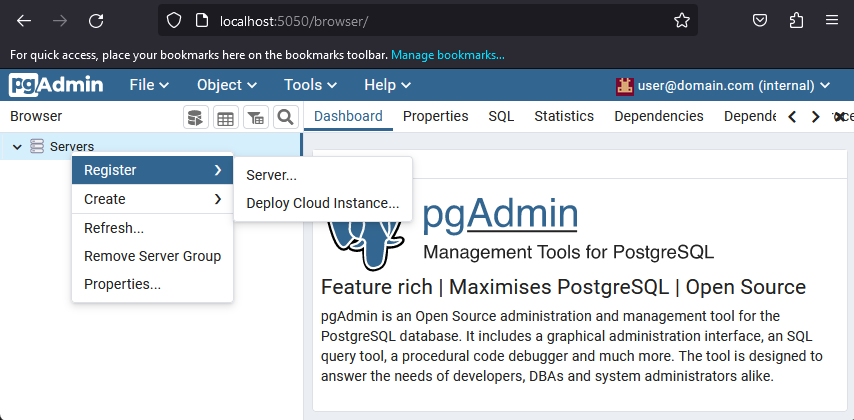 localhost:5050/browser/
For quick access, place your bookmarks here on the bookmarks toolbar. Manage bookmarks...
pgAdmin File Object Tools Help user@domain.com (internal)
Browser Dashboard Properties SQL Statistics Dependencies Depende ce
Servers
Register
Server...
Create
Deploy Cloud Instance...
Refresh...
Remove Server Group
Properties...
pgAdmin
Management Tools for PostgreSQL
Feature rich | Maximises PostgreSQL | Open Source
pgAdmin is an Open Source administration and management tool for the
PostgreSQL database. It includes a graphical administration interface, an SQL
query tool, a procedural code debugger and much more. The tool is designed to
answer the needs of developers, DBAs and system administrators alike.